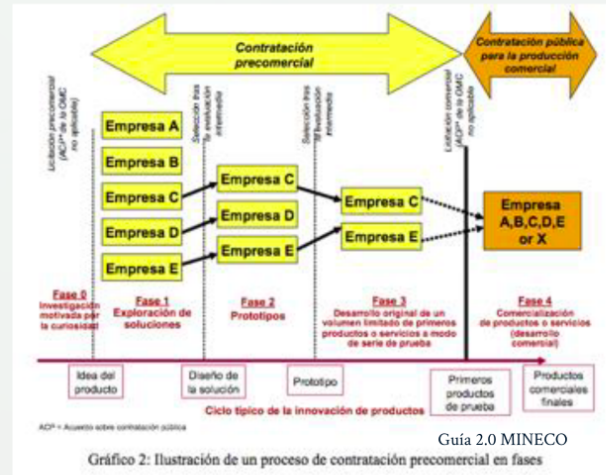 Contratación
precomercial
Contratación pública
para la producción
comercial
Licitación precomercial
(ACP* de la OMC
no aplicable)
Selección tras
la evaluación
intermedia
Selección tras
la evaluación
intermedia
Licitación comercial
(ACP* de la OMC
no aplicable)
Empresa A
Empresa B
Empresa C
Empresa D
Empresa E
Empresa C
Empresa D
Empresa E
Empresa C
Empresa E
Empresa
A,B,C,D,E
or X
Fase 0
Investigación
motivada por
la curiosidad
Fase 1
Exploración de
soluciones
Fase 2
Prototipos
Fase 3
Desarrollo original de un
volumen limitado de primeros
productos o servicios a modo
de serie de prueba
Fase 4
Comercialización
de productos o servicios
(desarrollo
comercial)
Idea del
producto
Diseño de
la solución
Prototipo
Primeros
productos
de prueba
Productos
comerciales
finales
Ciclo típico de la innovación de productos
ACP = Acuerdo sobre contratación pública
Guía 2.0 MINECO
Gráfico 2: Ilustración de un proceso de contratación precomercial en fases